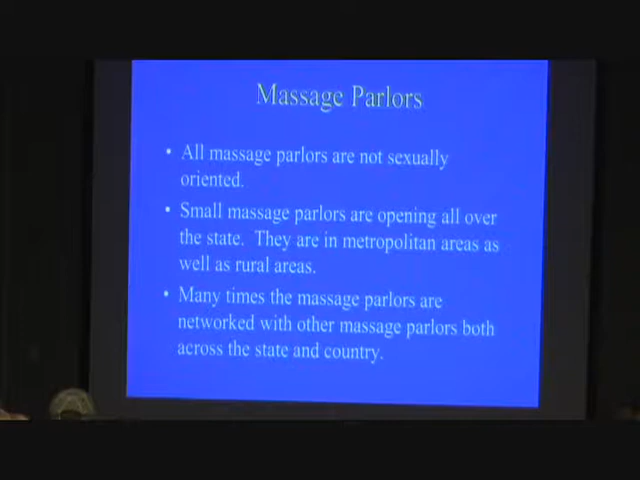 Massage Parlors
• All massage parlors are not sexually
oriented.
• Small massage parlors are opening all over
the state. They are in metropolitan areas as
well as rural areas.
• Many times the massage parlors are
networked with other massage parlors both
across the state and country.